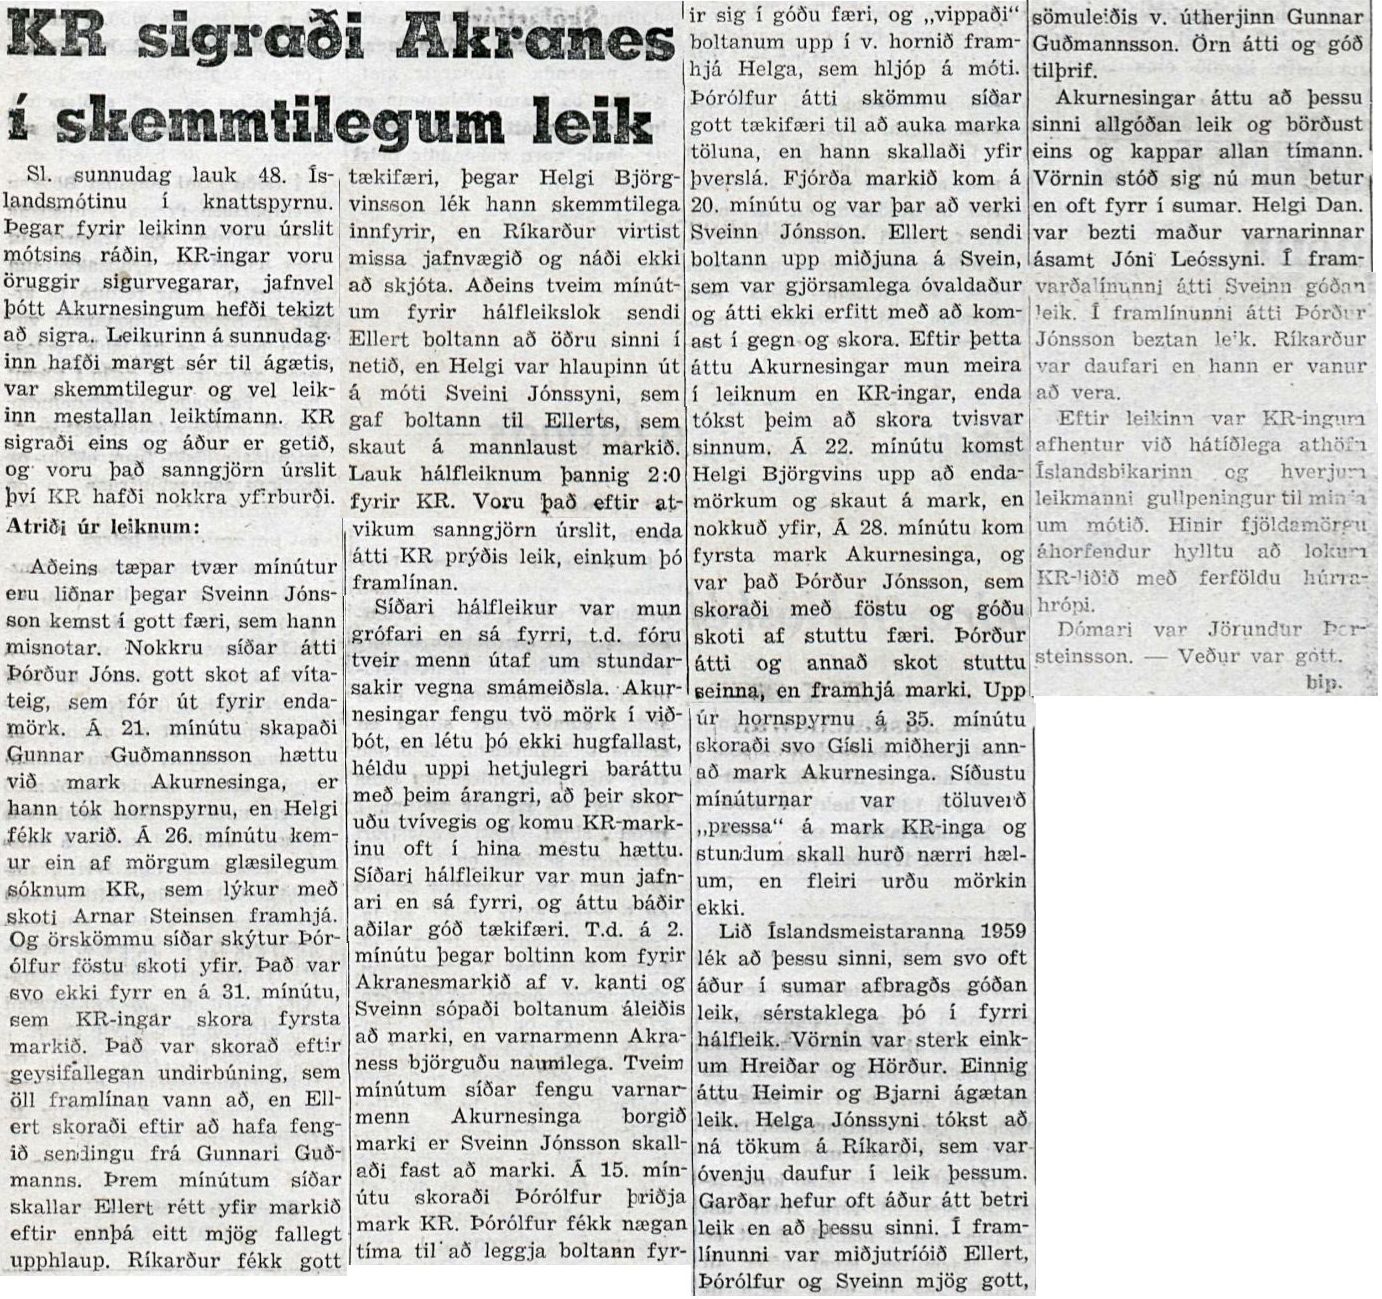 KR sigraði Akranes
í skemmtilegum leik
Sl. sunnudag lauk 48. Ís-
landsmótinu í knattspyrnu.
Þegar fyrir leikinn voru úrslit
mótsins ráðin, KR-ingar voru
öruggir sigurvegarar, jafnvel
þótt Akurnesingum hefði tekizt
að sigra. Leikurinn á sunnudag-
inn hafði margt sér til ágætis,
var skemmtilegur og vel leik-
inn mestallan leiktímann. KR
sigraði eins og áður er getið,
og voru það sanngjörn úrslit
því KR hafði nokkra yfirburði.
Atriði úr leiknum:
Aðeins tæpar tvær mínútur
eru liðnar þegar Sveinn Jóns-
son kemst í gott færi, sem hann
misnotar. Nokkru síðar átti
Þórður Jóns. gott skot af víta-
teig, sem fór út fyrir enda-
mörk. Á 21. mínútu skapaði
Gunnar Guðmannsson hættu
við mark Akurnesinga, er
hann tók hornspyrnu, en Helgi
fékk varið. Á 26. mínútu kem-
ur ein af mörgum glæsilegum
sóknum KR, sem lýkur með
skoti Arnar Steinsen framhjá.
Og örskömmu síðar skýtur Þór-
ólfur föstu skoti yfir. Það var
svo ekki fyrr en á 31. mínútu,
sem KR-ingar skora fyrsta
markið. Það var skorað eftir
geysifallegan undirbúning, sem
öll framlínan vann að, en Ell-
ert skoraði eftir að hafa feng-
ið sendingu frá Gunnari Guð-
manns. Þrem mínútum síðar
skallar Ellert rétt yfir markið
eftir ennþá eitt mjög fallegt
upphlaup. Ríkarður fékk gott
tækifæri, þegar Helgi Björg-
vinsson lék hann skemmtilega
innfyrir, en Ríkarður virtist
missa jafnvægið og náði ekki
að skjóta. Aðeins tveim mínút-
um fyrir hálfleikslok sendi
Ellert boltann að öðru sinni í
netið, en Helgi var hlaupinn út
á móti Sveini Jónssyni, sem
gaf boltann til Ellerts, sem
skaut á mannlaust markið.
Lauk hálfleiknum þannig 2:0
fyrir KR. Voru það eftir at-
vikum sanngjörn úrslit, enda
átti KR prýðis leik, einkum þó
framlínan.
Síðari hálfleikur var mun
grófari en sá fyrri, t.d. fóru
tveir menn útaf um stundar-
sakir vegna smámeiðsla. Akur-
nesingar fengu tvö mörk í við-
bót, en létu þó ekki hugfallast,
héldu uppi hetjulegri baráttu
með þeim árangri, að þeir skor-
uðu tvívegis og komu KR-mark-
inu oft í hina mestu hættu.
Síðari hálfleikur var mun jafn-
ari en sá fyrri, og áttu báðir
aðilar góð tækifæri. T.d. á 2.
mínútu þegar boltinn kom fyrir
Akranesmarkið af v. kanti og
Sveinn sópaði boltanum áleiðis
að marki, en varnarmenn Akra-
ness björguðu naumlega. Tveim
mínútum síðar fengu varnar-
menn Akurnesinga borgið
marki er Sveinn Jónsson skall-
aði fast að marki. Á 15. mín-
útu skoraði Þórólfur þriðja
mark KR. Þórólfur fékk nægan
tíma til að leggja boltann fyr-
ir sig í góðu færi, og „vippaði“
boltanum upp í v. hornið fram-
hjá Helga, sem hljóp á móti.
Þórólfur átti skömmu síðar
gott tækifæri til að auka marka
töluna, en hann skallaði yfir
þverslá. Fjórða markið kom á
20. mínútu og var þar að verki
Sveinn Jónsson. Ellert sendi
boltann upp miðjuna á Svein,
sem var gjörsamlega óvaldaður
og átti ekki erfitt með að kom-
ast í gegn og skora. Eftir þetta
áttu Akurnesingar mun meira
í leiknum en KR-ingar, enda
tókst þeim að skora tvisvar
sinnum. Á 22. mínútu komst
Helgi Björgvins upp að enda-
mörkum og skaut á mark, en
nokkuð yfir, Á 28. mínútu kom
fyrsta mark Akurnesinga, og
var það Þórður Jónsson, sem
skoraði með föstu og góðu
skoti af stuttu færi. Þórður
átti og annað skot stuttu
seinna, en framhjá marki. Upp
úr hornspyrnu á 35. mínútu
skoraði svo Gísli miðherji ann-
að mark Akurnesinga. Síðustu
mínúturnar var töluverð
„pressa“ á mark KR-inga og
stundum skall hurð nærri hæl-
um, en fleiri urðu mörkin
ekki.
Lið Íslandsmeistaranna 1959
lék að þessu sinni, sem svo oft
áður í sumar afbragðs góðan
leik, sérstaklega þó í fyrri
hálfleik. Vörnin var sterk eink-
um Hreiðar og Hörður. Einnig
áttu Heimir og Bjarni ágætan
leik. Helga Jónssyni tókst að
ná tökum á Ríkarði, sem var
óvenju daufur í leik þessum.
Garðar hefur oft áður átt betri
leik en að þessu sinni. Í fram-
línunni var miðjutríóið Ellert,
Þórólfur og Sveinn mjög gott,
sömuleiðis v. útherjinn Gunnar
Guðmannsson. Örn átti og góð
tilþrif.
Akurnesingar áttu að þessu
sinni allgóðan leik og börðust
eins og kappar allan tímann.
Vörnin stóð sig nú mun betur
en oft fyrr í sumar. Helgi Dan.
var bezti maður varnarinnar
ásamt Jóni Leóssyni. Í fram-
varðalínunni átti Sveinn góðan
leik. Í framlínunni átti Þórður
Jónsson beztan leik. Ríkarður
var daufari en hann er vanur
að vera.
Eftir leikinn var KR-ingum
afhentur við hátíðlega athöfn
Íslandsbikarinn og hverjum
leikmanni gullpeningur til minja
um mótið. Hinir fjöldamörgu
áhorfendur hylltu að lokum
KR-liðið með ferföldu húrra-
hrópi.
Dómari var Jörundur Þor-
steinsson. — Veður var gott.
bip.